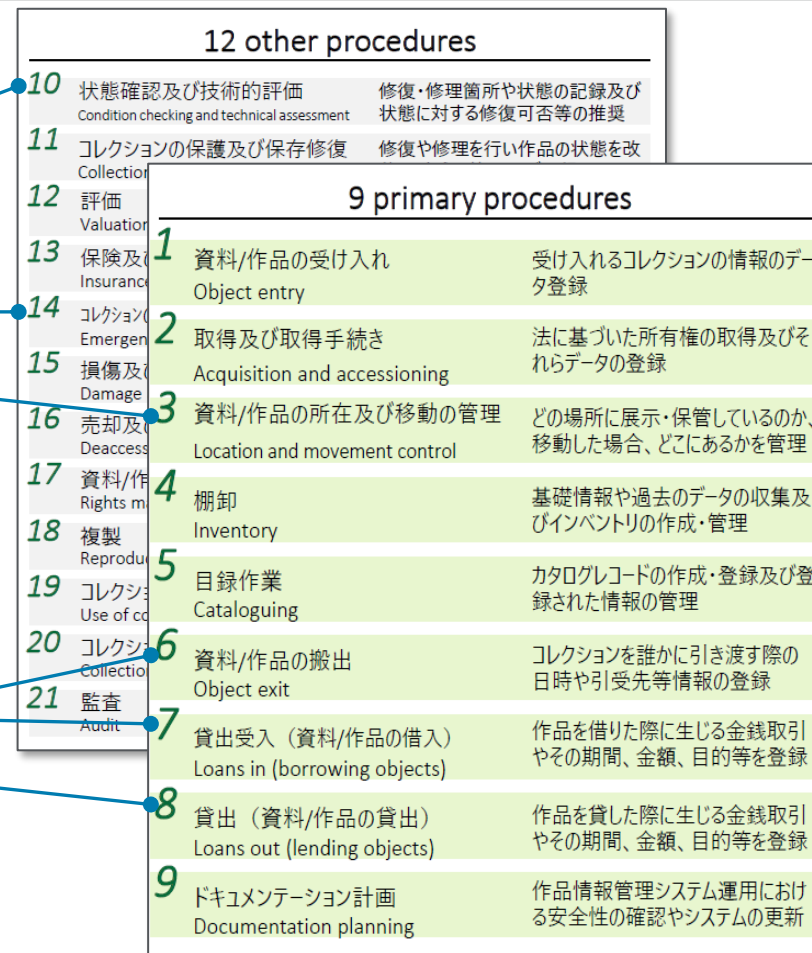 12 other procedures
10 状態確認及び技術的評価 修復・修理箇所や状態の記録及び
Condition checking and technical assessment 状態に対する修復可否等の推奨
11 コレクションの保護及び保存修復 修復や修理を行い作品の状態を改
Collection
12 評価
Valuation
13 保険及び
Insurance
14 コレクション
Emergen
15 損傷及び
Damage
16 売却及び
Deaccess
17 資料/作
Rights m
18 複製
Reprodu
19 コレクショ
Use of co
20 コレクショ
Collectio
21 監査
Audit
9 primary procedures
1 資料/作品の受け入れ 受け入れるコレクションの情報のデー
Object entry タ登録
2 取得及び取得手続き 法に基づいた所有権の取得及びそ
Acquisition and accessioning れらデータの登録
3 資料/作品の所在及び移動の管理 どの場所に展示・保管しているのか、
Location and movement control 移動した場合、どこにあるかを管理
4 棚卸 基礎情報や過去のデータの収集及
Inventory びインベントリの作成・管理
5 目録作業 カタログレコードの作成・登録及び登
Cataloguing 録された情報の管理
6 資料/作品の搬出 コレクションを誰かに引き渡す際の
Object exit 日時や引受先等情報の登録
7 貸出受入（資料/作品の借入） 作品を借りた際に生じる金銭取引
Loans in (borrowing objects) やその期間、金額、目的等を登録
8 貸出（資料/作品の貸出） 作品を貸した際に生じる金銭取引
Loans out (lending objects) やその期間、金額、目的等を登録
9 ドキュメンテーション計画 作品情報管理システム運用におけ
Documentation planning る安全性の確認やシステムの更新